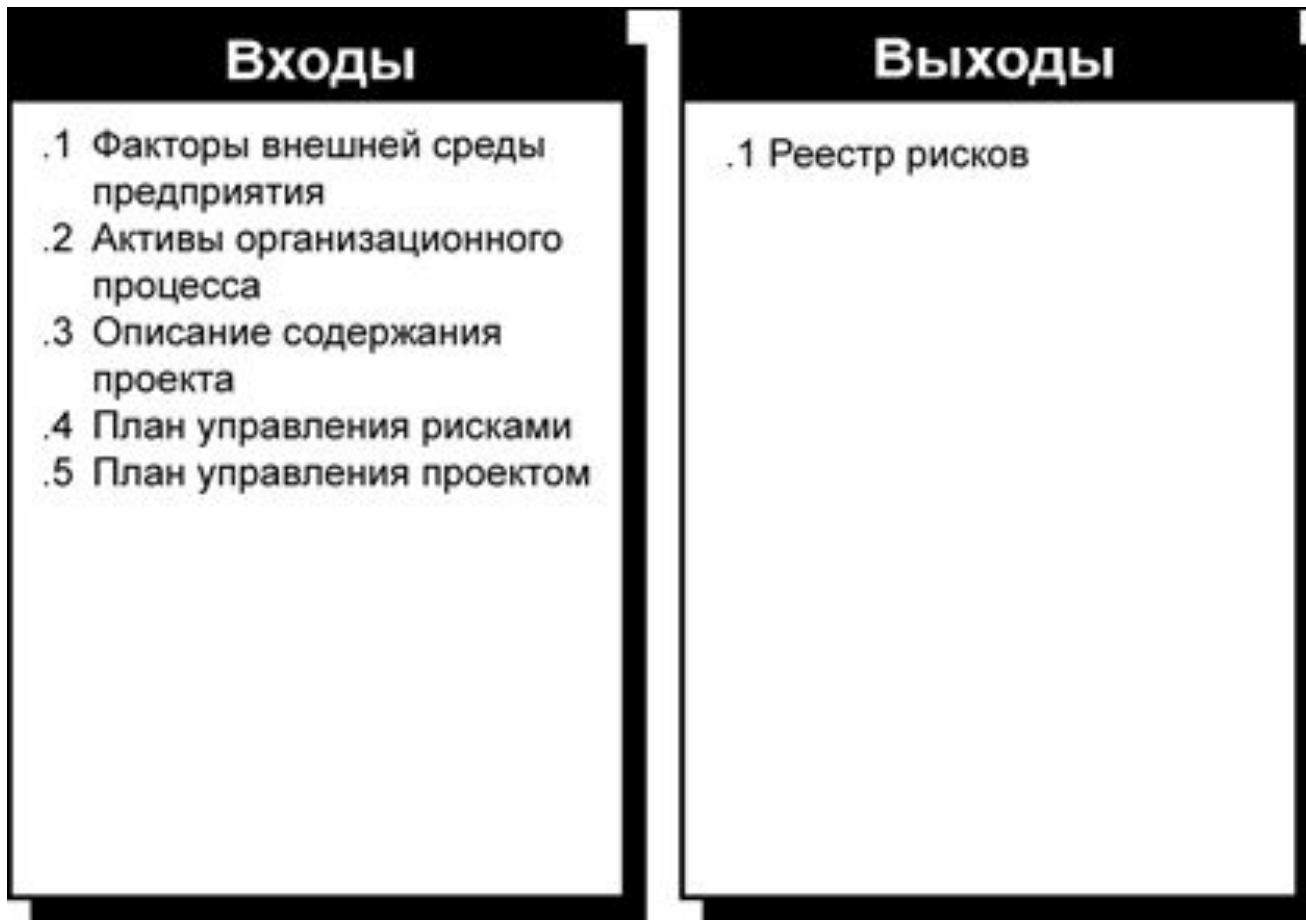 Входы
.1 Факторы внешней среды
предприятия
.2 Активы организационного
процесса
.3 Описание содержания
проекта
.4 План управления рисками
.5 План управления проектом
Выходы
.1 Реестр рисков